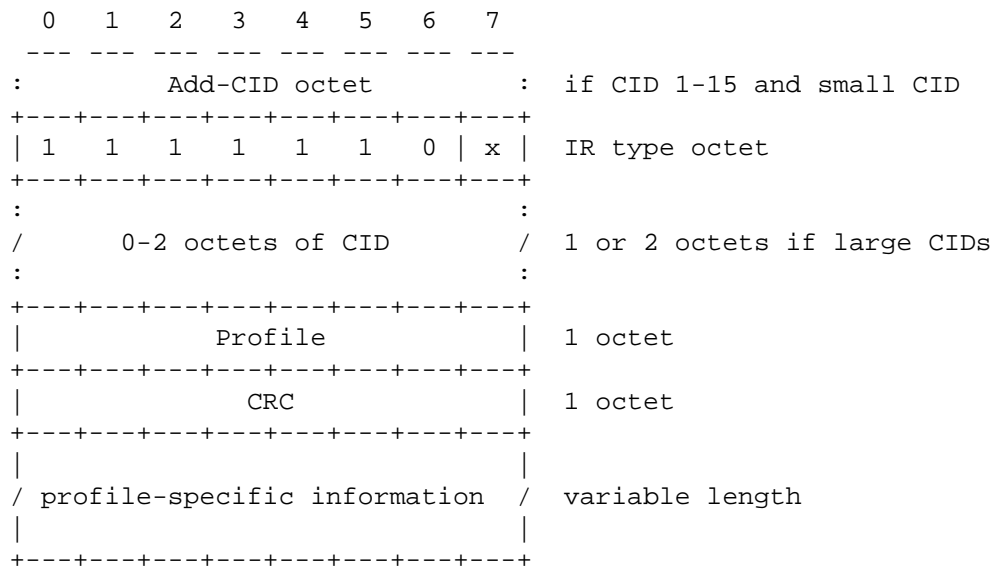 0   1   2   3   4   5   6   7
 --- --- --- --- --- --- --- ---
:         Add-CID octet         :  if CID 1-15 and small CID
+---+---+---+---+---+---+---+---+
| 1   1   1   1   1   1   0 | x |  IR type octet
+---+---+---+---+---+---+---+---+
:                               :
/      0-2 octets of CID        /  1 or 2 octets if large CIDs
:                               :
+---+---+---+---+---+---+---+---+
|            Profile            |  1 octet
+---+---+---+---+---+---+---+---+
|              CRC              |  1 octet
+---+---+---+---+---+---+---+---+
|                               |
/ profile-specific information  /  variable length
|                               |
+---+---+---+---+---+---+---+---+